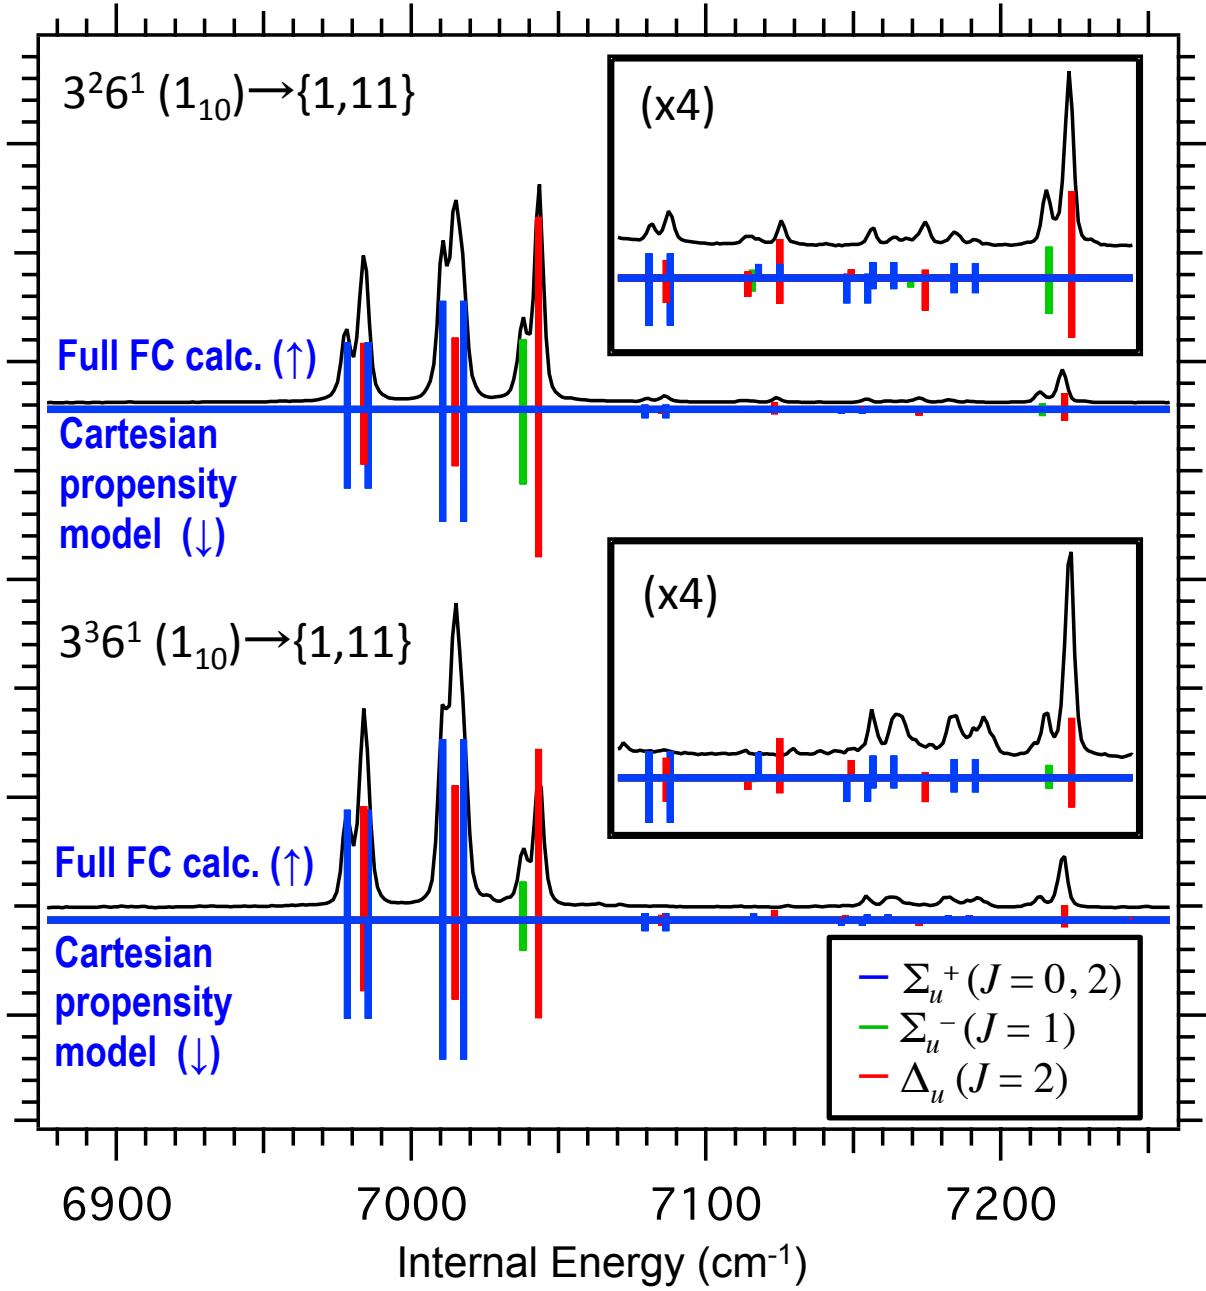 3²6¹ (1₁₀)→{1,11}
(x4)
Full FC calc. (↑)
Cartesian
propensity
model (↓)
3³6¹ (1₁₀)→{1,11}
(x4)
Full FC calc. (↑)
Cartesian
propensity
model (↓)
Σᵤ⁺ (J = 0, 2)
Σᵤ⁻ (J = 1)
Δᵤ (J = 2)
6900 7000 7100 7200
Internal Energy (cm⁻¹)